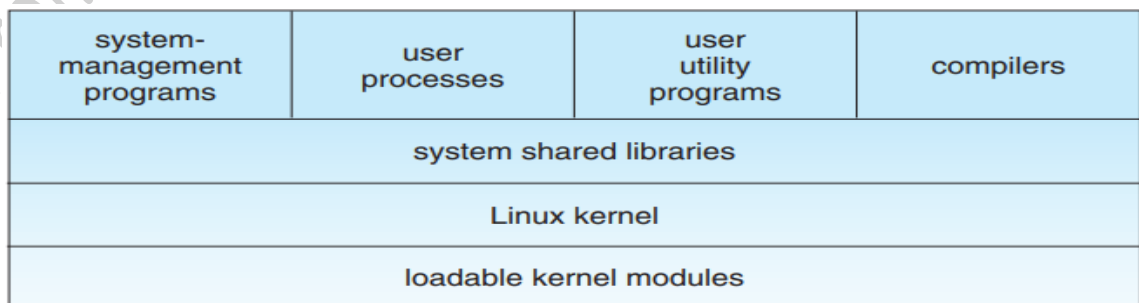 system-
management
programs
user
processes
user
utility
programs
compilers
system shared libraries
Linux kernel
loadable kernel modules